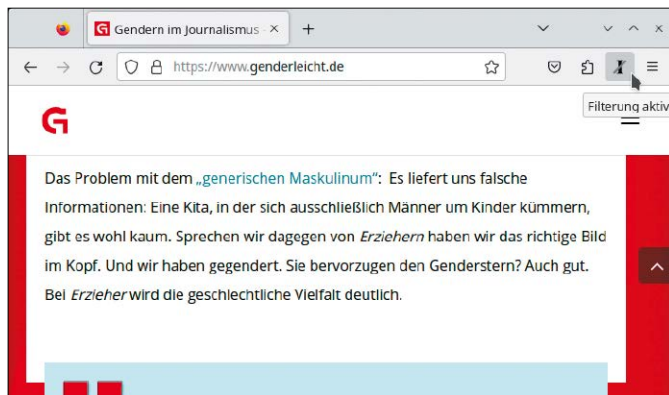 Gendern im Journalismus
https://www.genderleicht.de
Filterung aktiv
G
Das Problem mit dem „generischen Maskulinum“: Es liefert uns falsche
Informationen: Eine Kita, in der sich ausschließlich Männer um Kinder kümmern,
gibt es wohl kaum. Sprechen wir dagegen von Erziehern haben wir das richtige Bild
im Kopf. Und wir haben gegendert. Sie bervorzugen den Genderstern? Auch gut.
Bei Erzieher wird die geschlechtliche Vielfalt deutlich.